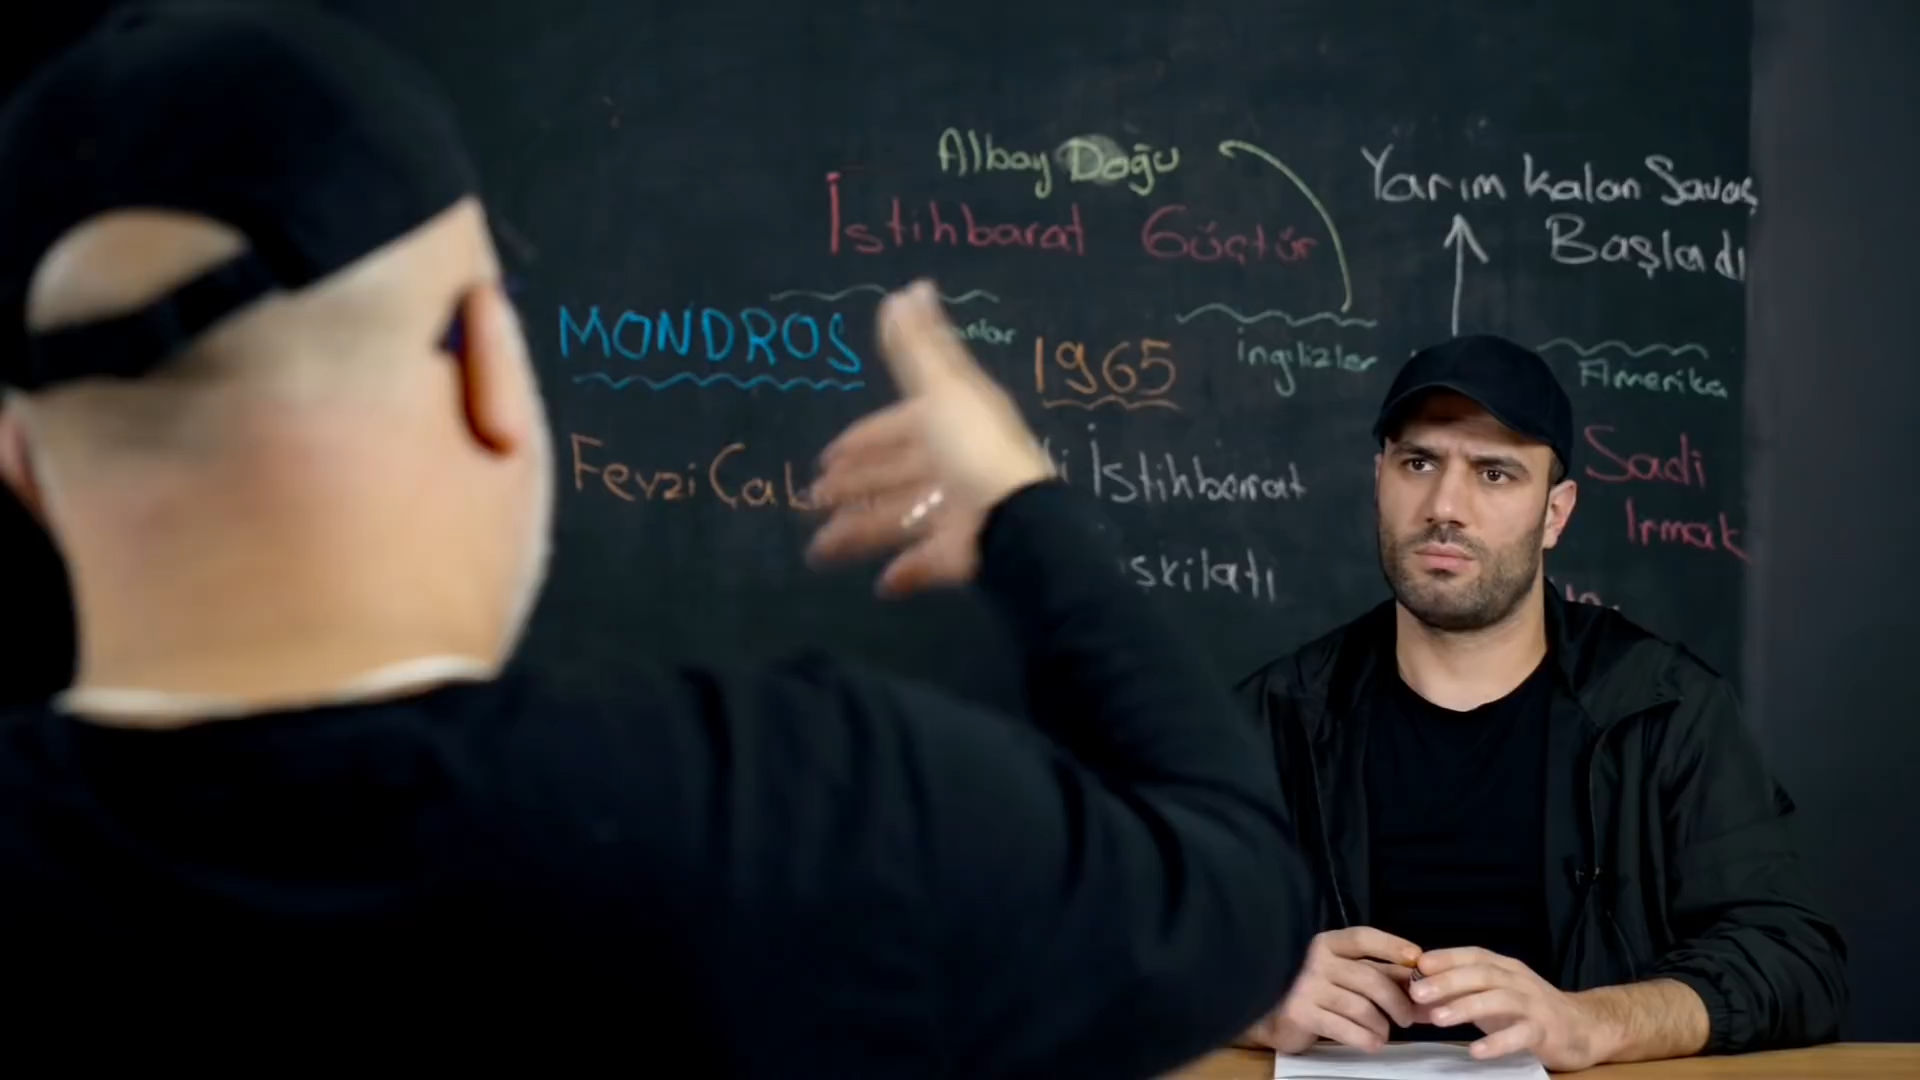 Albay Doğu
İstihbarat Güçtür
Yarım kalan Savaş
Başladı
MONDROS
1965
İngilizler
Amerika
Fevzi
İstihbarat
Sadi
Irmak